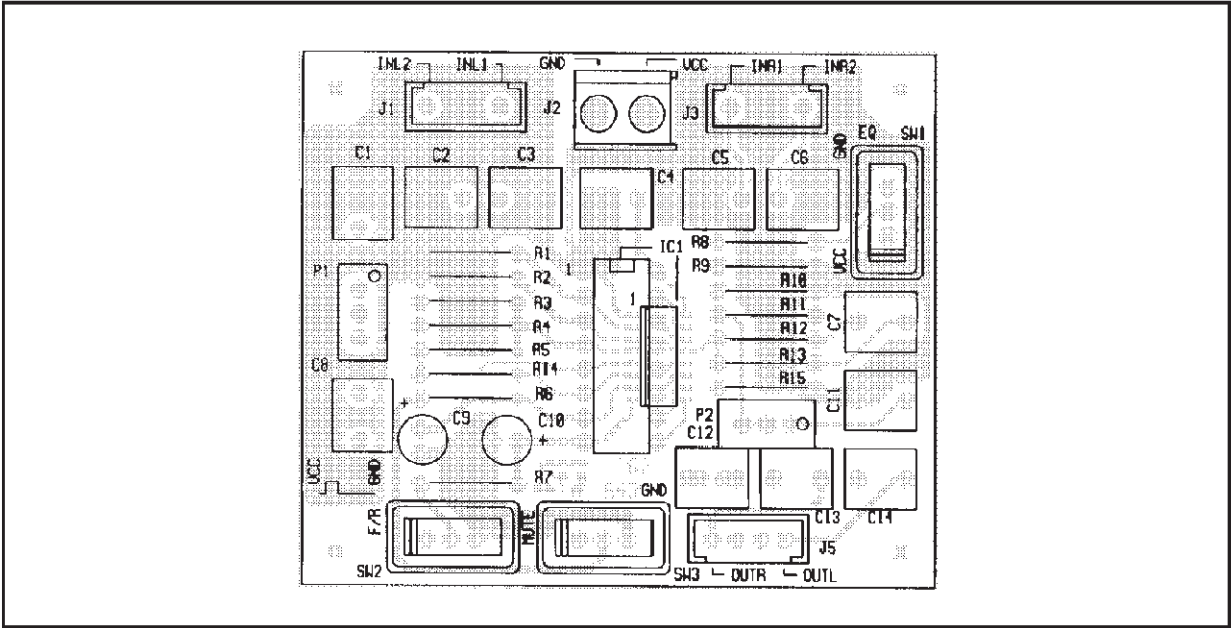 INL2 INL1 GND VCC INR1 INR2
J1 J2 J3
GND EQ SW1
C1 C2 C3 C4 C5 C6
VCC
R1 IC1 R8
P1 R2 1 R9
R10
R3 1 R11 C7
R4 R12
R5 R13
C8 R14 R15
R6 C11
+ C9 C10 + P2
C12
VCC GND R7 GND
C13 C14
F/R MUTE J5
SW2 SW3 OUTR OUTL